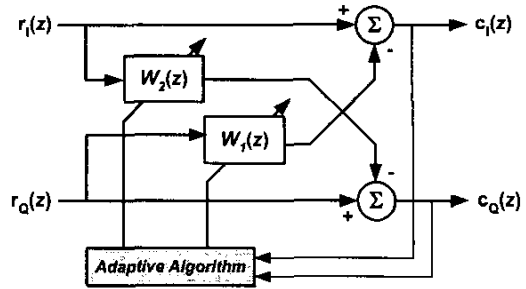 r_I(z) + Σ c_I(z)
-
W_2(z)
W_1(z)
-
r_Q(z) + Σ c_Q(z)
Adaptive Algorithm